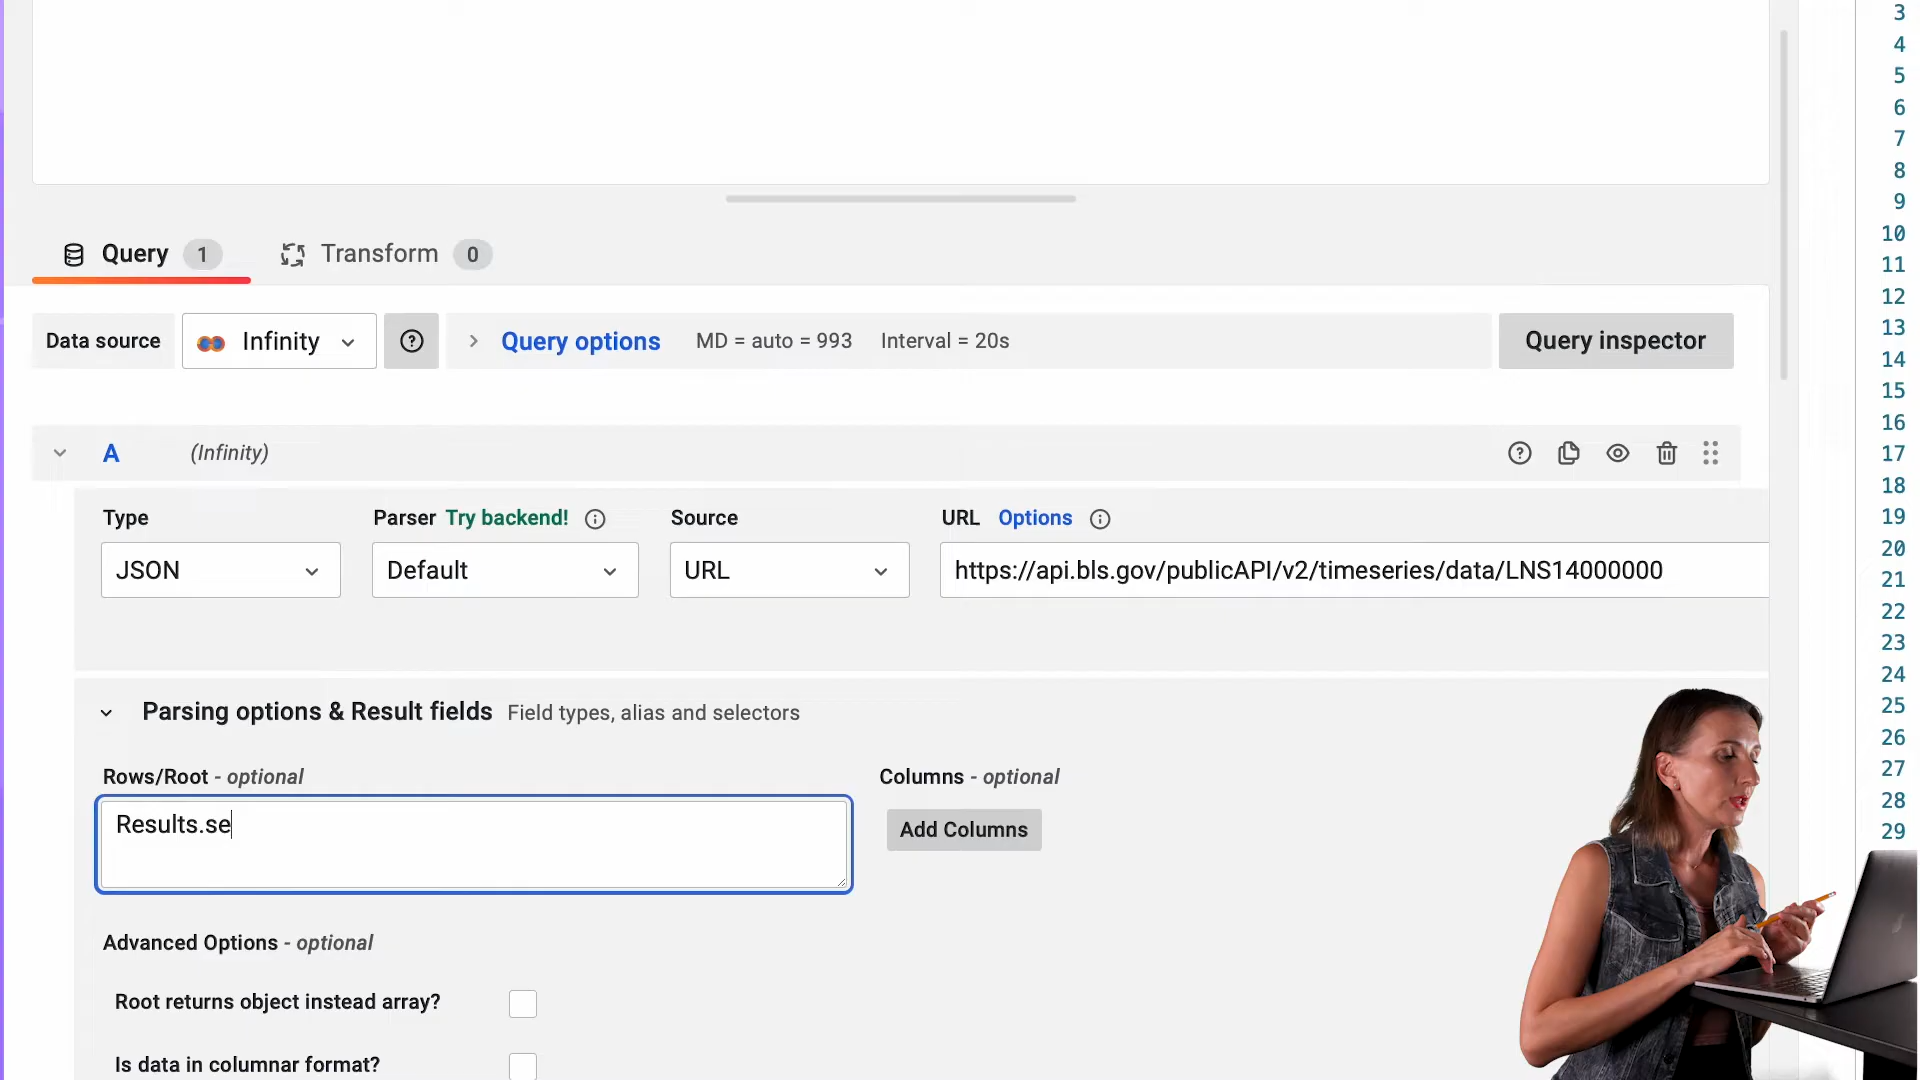 Query 1 Transform 0
Data source Infinity Query options MD = auto = 993 Interval = 20s Query inspector
A (Infinity)
Type Parser Try backend! Source URL Options
JSON Default URL https://api.bls.gov/publicAPI/v2/timeseries/data/LNS14000000
Parsing options & Result fields Field types, alias and selectors
Rows/Root - optional Columns - optional
Results.se Add Columns
Advanced Options - optional
Root returns object instead array?
Is data in columnar format?
3
4
5
6
7
8
9
10
11
12
13
14
15
16
17
18
19
20
21
22
23
24
25
26
27
28
29